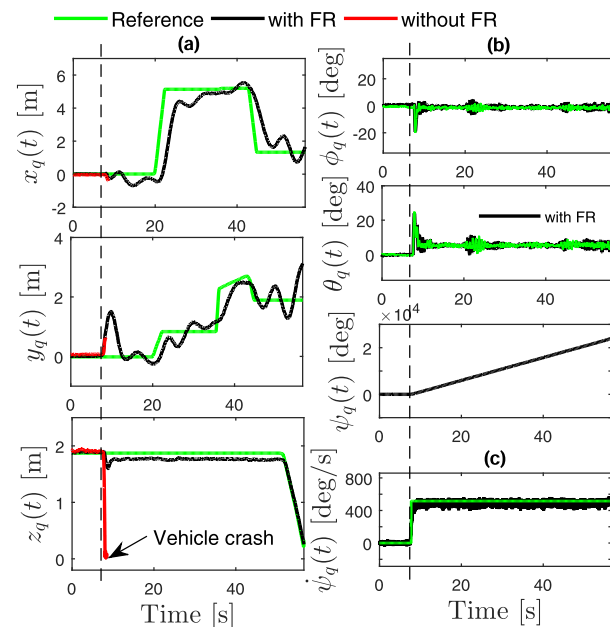 Reference with FR without FR
(a)
x_q(t) [m]
6
4
2
0
-2
0 20 40
y_q(t) [m]
4
2
0
0 20 40
z_q(t) [m]
2
1
0
Vehicle crash
0 20 40
Time [s]
(b)
ϕ_q(t) [deg]
20
0
-20
0 20 40
θ_q(t) [deg]
40
20
0
with FR
0 20 40
×10⁴
ψ_q(t) [deg]
2
0
0 20 40
(c)
ψ̇_q(t) [deg/s]
800
400
0
0 20 40
Time [s]